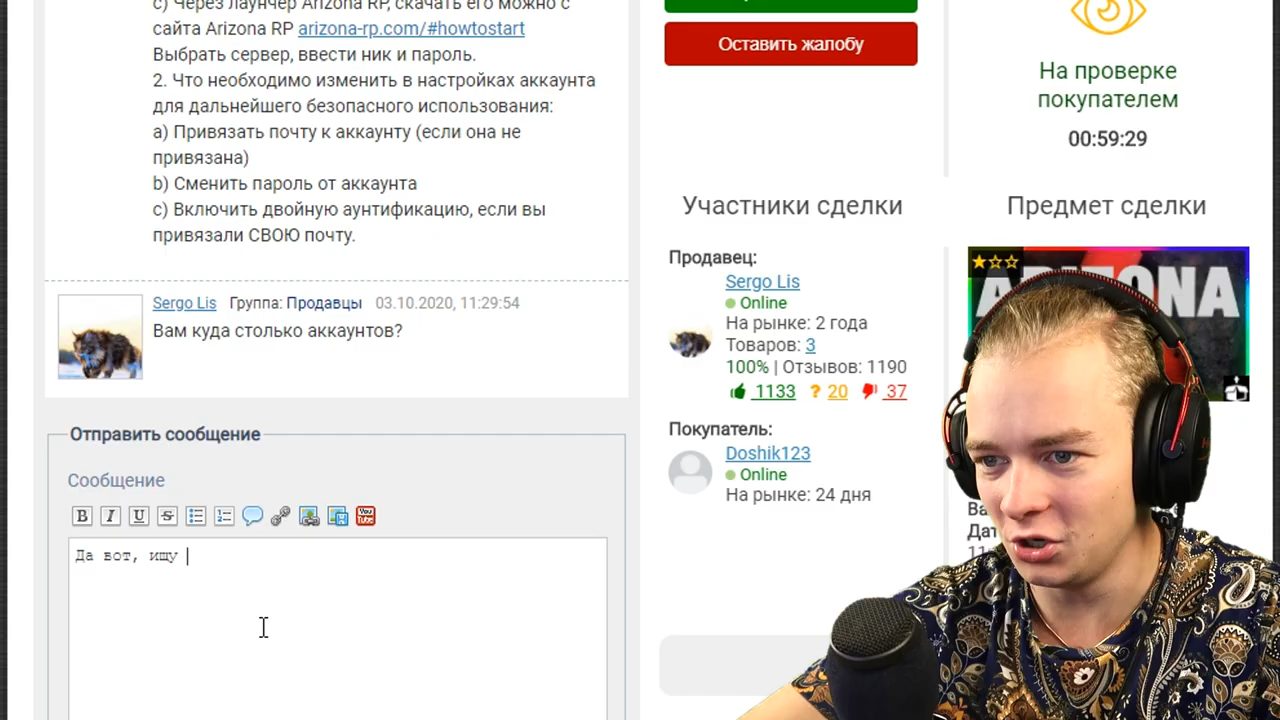 с) Через лаунчер Arizona RP, скачать его можно с
сайта Arizona RP arizona-rp.com/#howtostart
Выбрать сервер, ввести ник и пароль.
2. Что необходимо изменить в настройках аккаунта
для дальнейшего безопасного использования:
a) Привязать почту к аккаунту (если она не
привязана)
b) Сменить пароль от аккаунта
c) Включить двойную аунтификацию, если вы
привязали СВОЮ почту.
Sergo Lis Группа: Продавцы 03.10.2020, 11:29:54
Вам куда столько аккаунтов?
Отправить сообщение
Сообщение
B I U S
You Tube
Да вот, ищу
Оставить жалобу
Участники сделки
Продавец:
Sergo Lis
Online
На рынке: 2 года
Товаров: 3
100% | Отзывов: 1190
1133 ? 20 37
Покупатель:
Doshik123
Online
На рынке: 24 дня
На проверке
покупателем
00:59:29
Предмет сделки
ARIZONA